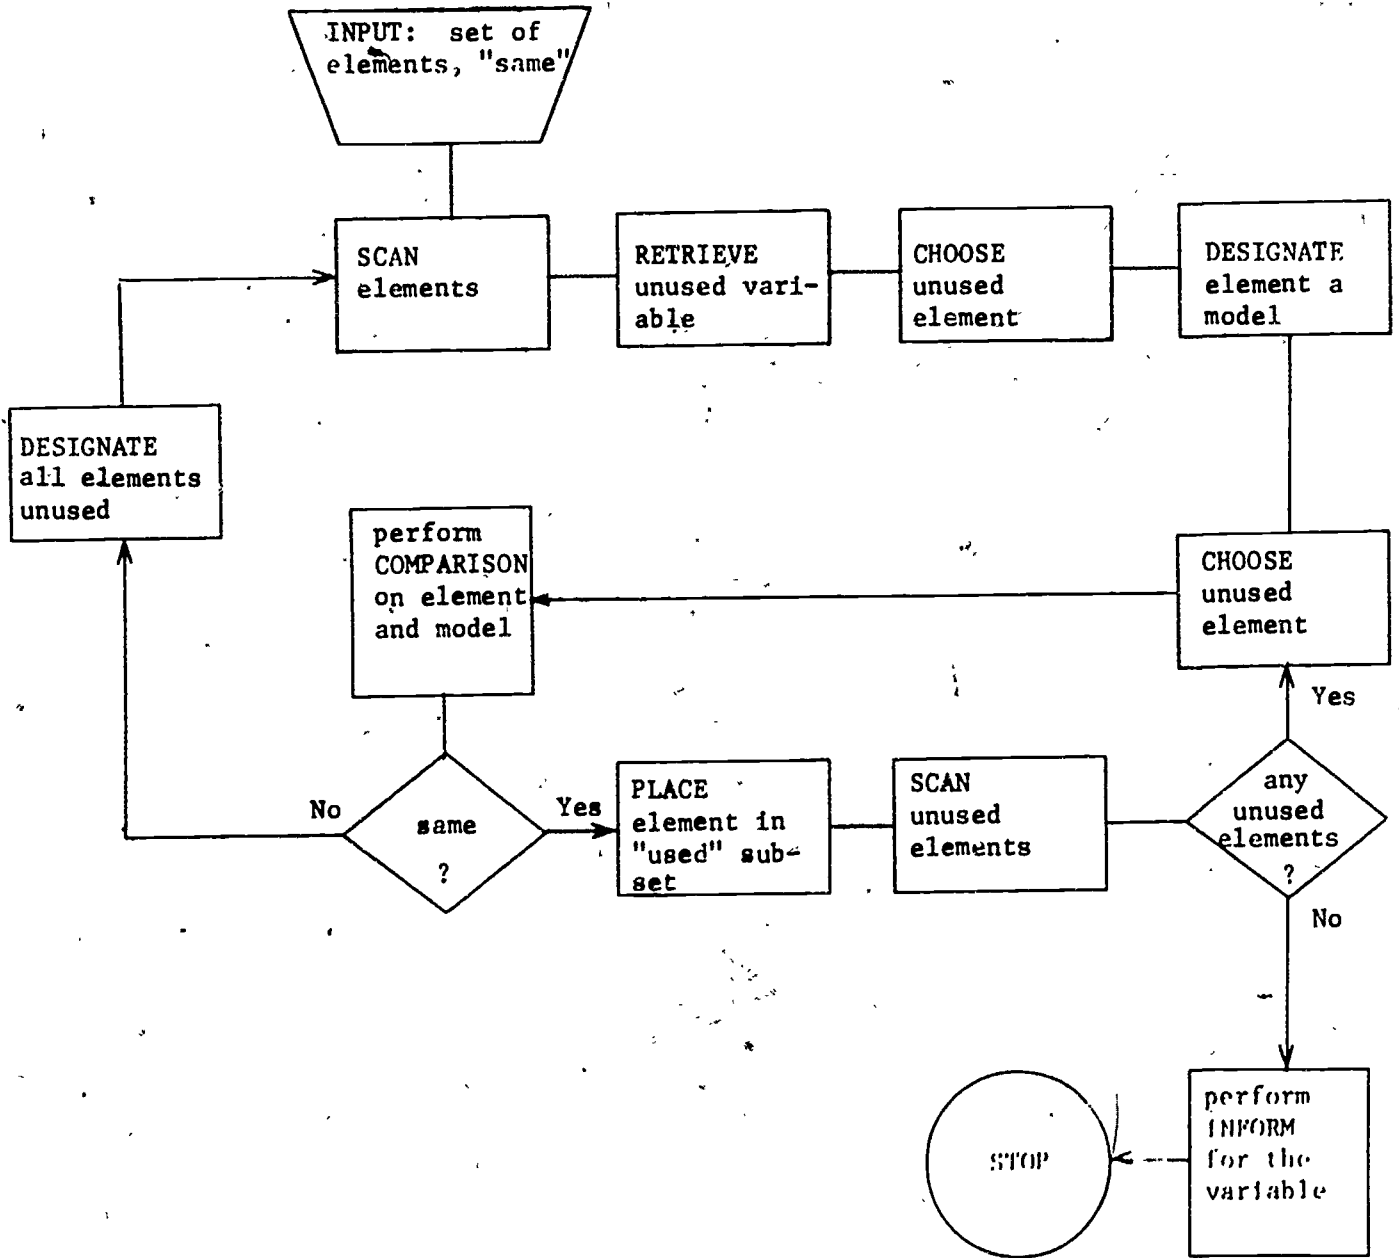 INPUT: set of
elements, "same"
SCAN
elements
RETRIEVE
unused vari-
able
CHOOSE
unused
element
DESIGNATE
element a
model
DESIGNATE
all elements
unused
perform
COMPARISON
on element
and model
CHOOSE
unused
element
Yes
No
same
?
Yes
PLACE
element in
"used" sub-
set
SCAN
unused
elements
any
unused
elements
?
No
STOP
perform
INFORM
for the
variable